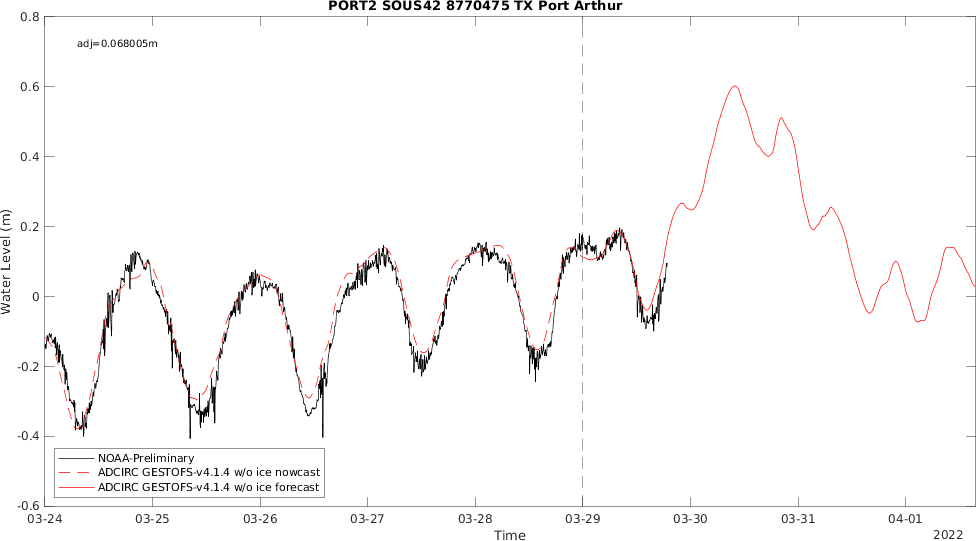 PORT2 SOUS42 8770475 TX Port Arthur
0.8
adj=0.068005m
0.6
0.4
0.2
0
-0.2
-0.4
-0.6
Water Level (m)
NOAA-Preliminary
ADCIRC GESTOFS-v4.1.4 w/o ice nowcast
ADCIRC GESTOFS-v4.1.4 w/o ice forecast
03-24 03-25 03-26 03-27 03-28 03-29 03-30 03-31 04-01
Time
2022